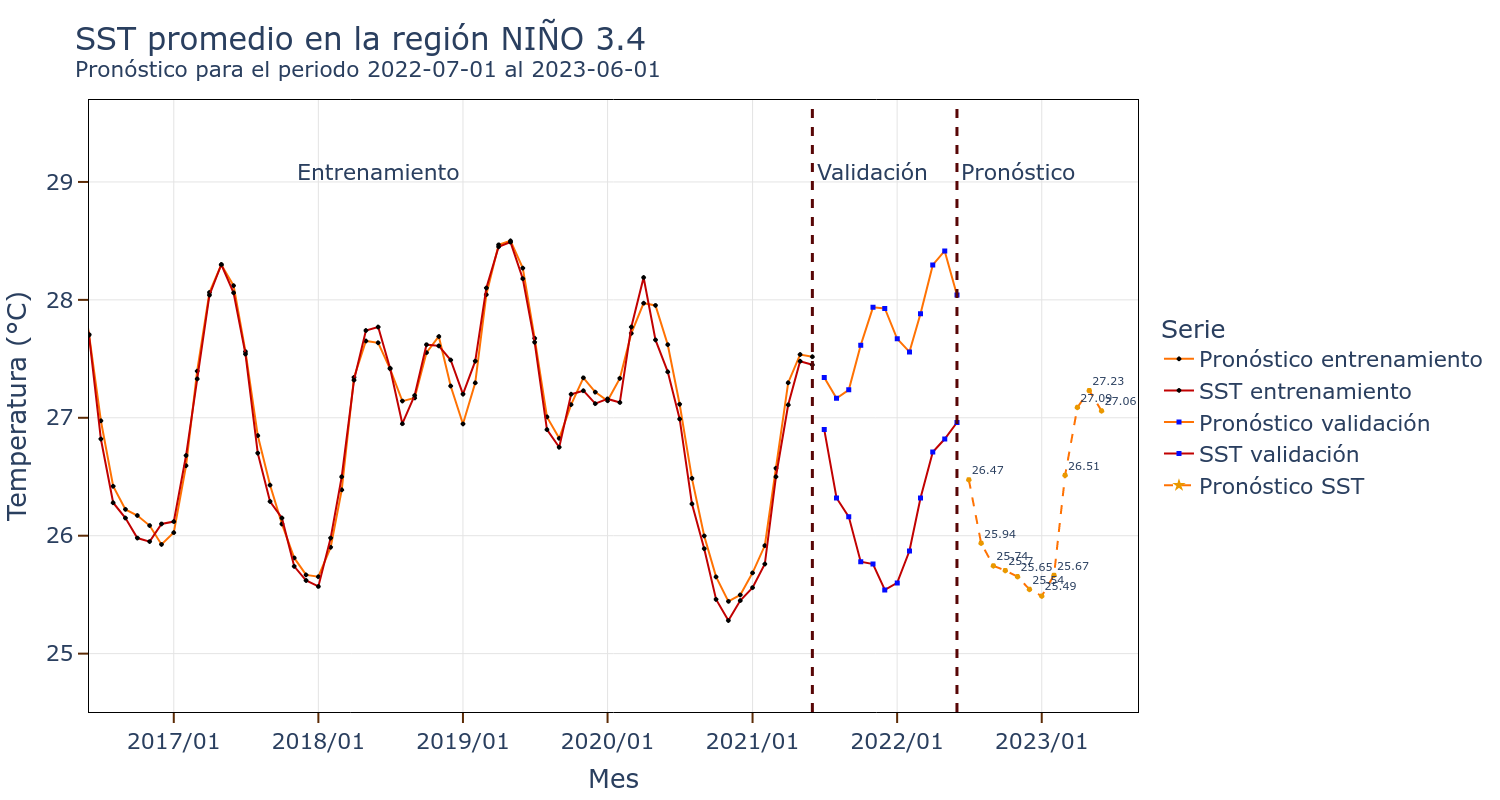 SST promedio en la región NIÑO 3.4
Pronóstico para el periodo 2022-07-01 al 2023-06-01
Entrenamiento
Validación
Pronóstico
29
28
27
26
25
Temperatura (°C)
26.47
25.94
25.74
25.65
25.54
25.49
25.67
26.51
27.09
27.23
27.06
2017/01
2018/01
2019/01
2020/01
2021/01
2022/01
2023/01
Mes
Serie
Pronóstico entrenamiento
SST entrenamiento
Pronóstico validación
SST validación
Pronóstico SST